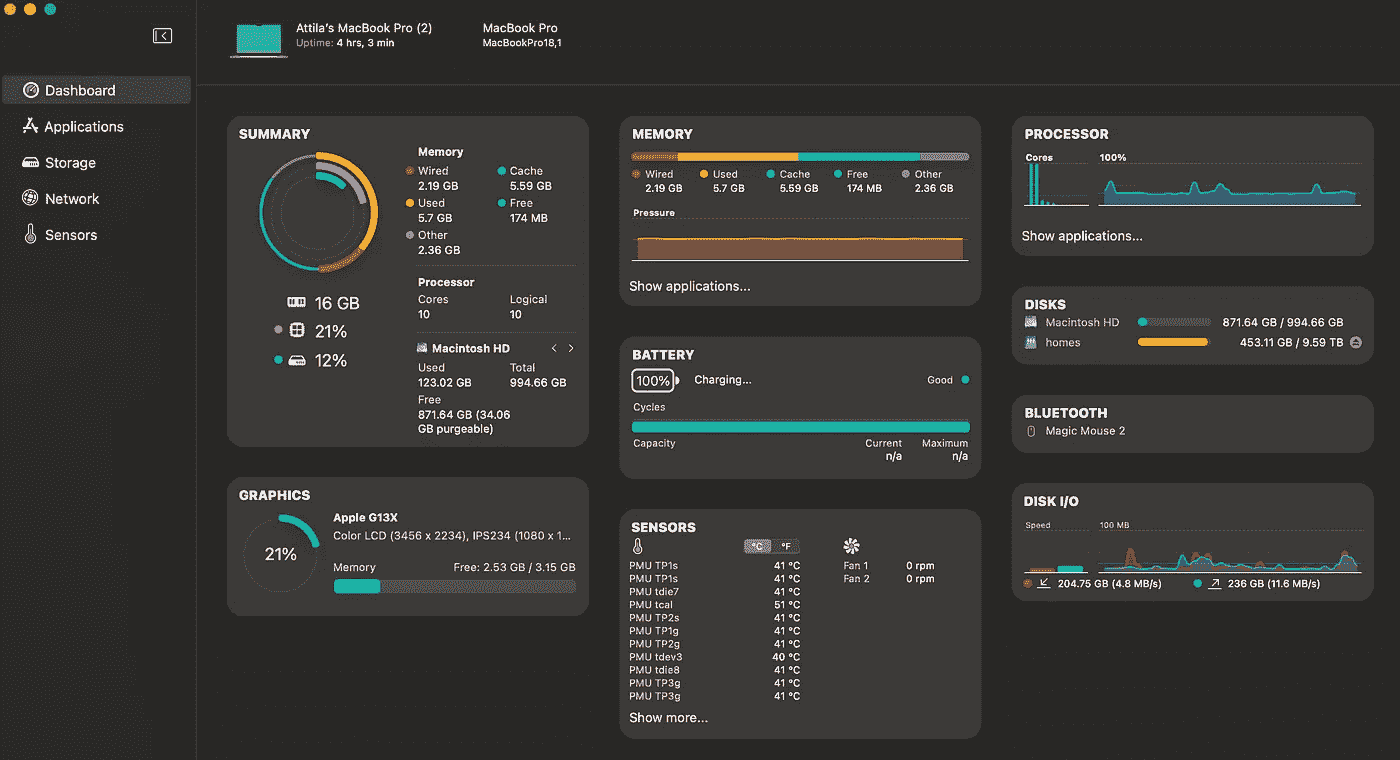 Attila's MacBook Pro (2)
Uptime: 4 hrs, 3 min
MacBook Pro
MacBookPro18,1
Dashboard
Applications
Storage
Network
Sensors
SUMMARY
Memory
Wired
2.19 GB
Cache
5.59 GB
Used
5.7 GB
Free
174 MB
Other
2.36 GB
16 GB
21%
12%
Processor
Cores
10
Logical
10
Macintosh HD
Used
123.02 GB
Total
994.66 GB
Free
871.64 GB (34.06
GB purgeable)
GRAPHICS
21%
Apple G13X
Color LCD (3456 x 2234), IPS234 (1080 x 1...
Memory
Free: 2.53 GB / 3.15 GB
MEMORY
Wired
2.19 GB
Used
5.7 GB
Cache
5.59 GB
Free
174 MB
Other
2.36 GB
Pressure
Show applications...
BATTERY
100%
Charging...
Good
Cycles
Capacity
Current
n/a
Maximum
n/a
SENSORS
°C
°F
PMU TP1s 41 °C
PMU TP1s 41 °C
PMU tdie7 41 °C
PMU tcal 51 °C
PMU TP2s 41 °C
PMU TP1g 41 °C
PMU TP2g 41 °C
PMU tdev3 40 °C
PMU tdie8 41 °C
PMU TP3g 41 °C
PMU TP3g 41 °C
Fan 1 0 rpm
Fan 2 0 rpm
Show more...
PROCESSOR
Cores
100%
Show applications...
DISKS
Macintosh HD 871.64 GB / 994.66 GB
homes 453.11 GB / 9.59 TB
BLUETOOTH
Magic Mouse 2
DISK I/O
Speed
100 MB
204.75 GB (4.8 MB/s)
236 GB (11.6 MB/s)